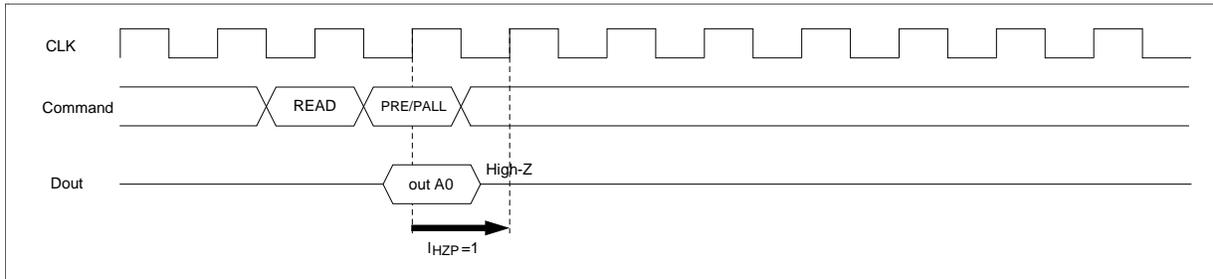 CLK
Command READ PRE/PALL
High-Z
Dout out A0
lHZP=1